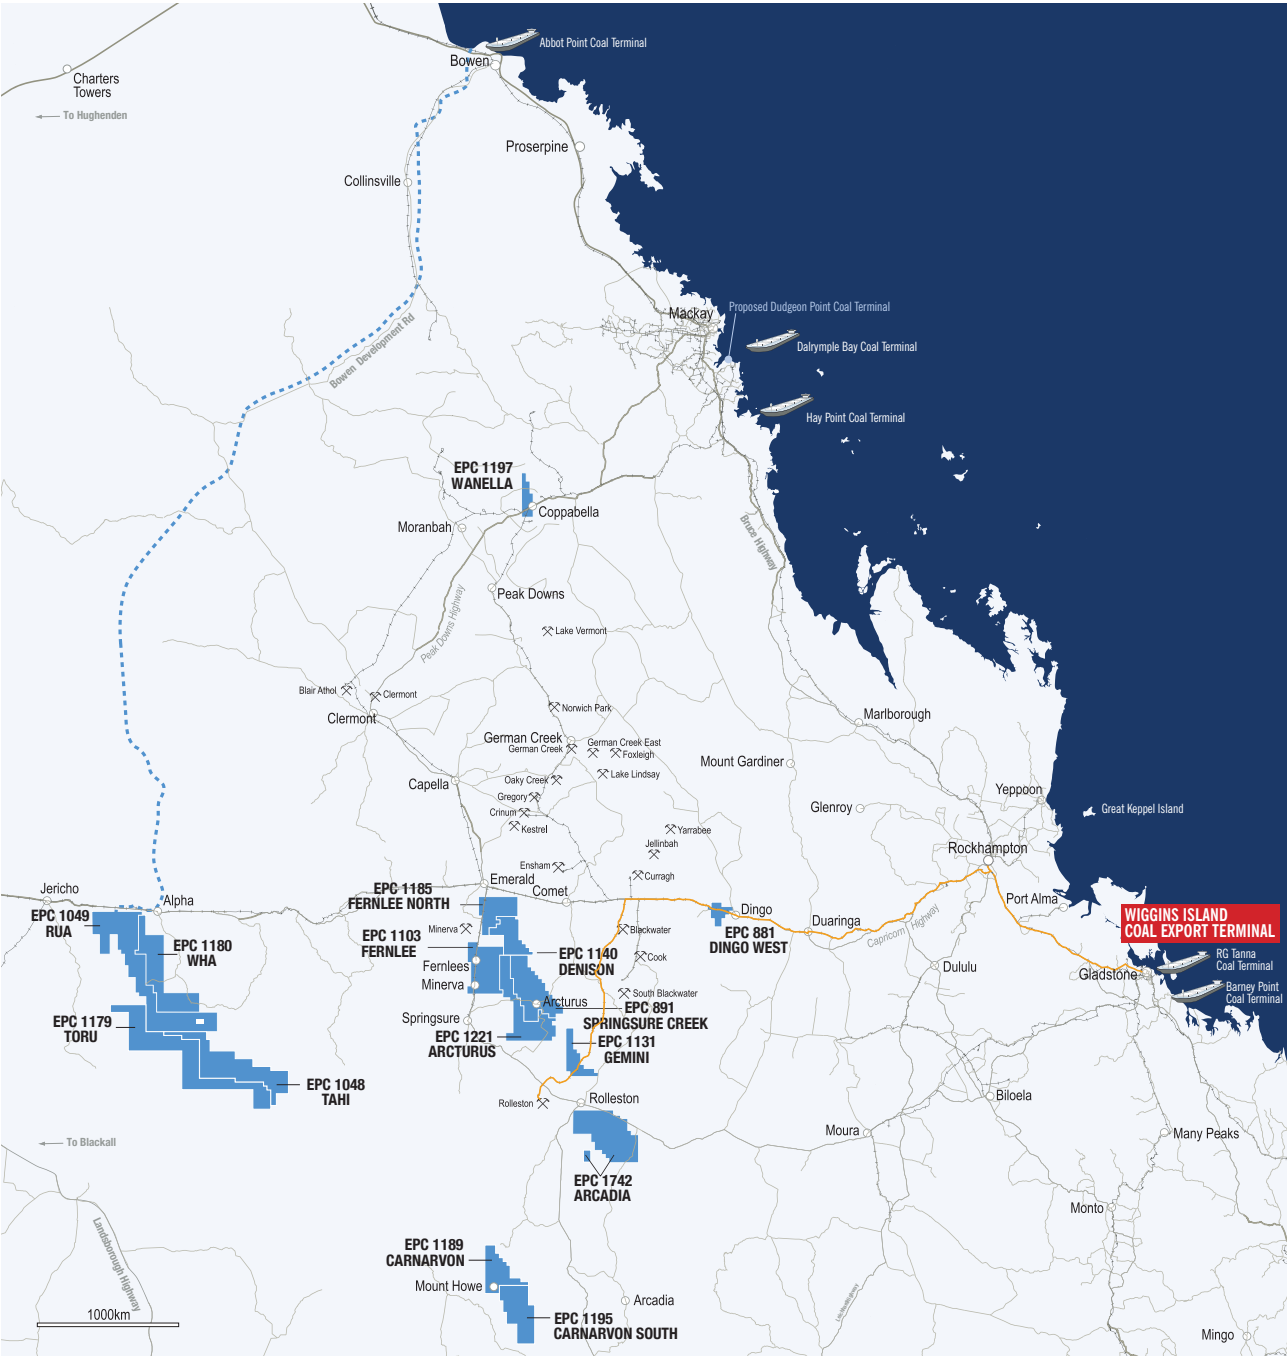 Abbot Point Coal Terminal
Bowen
Charters
Towers
To Hughenden
Proserpine
Collinsville
Proposed Dudgeon Point Coal Terminal
Mackay
Dalrymple Bay Coal Terminal
Bowen Development Rd
Hay Point Coal Terminal
EPC 1197
WANELLA
Coppabella
Moranbah
Bruce Highway
Peak Downs
Peak Downs Highway
Lake Vermont
Blair Athol
Clermont
Clermont
Norwich Park
Marlborough
German Creek
German Creek
German Creek East
Foxleigh
Mount Gardiner
Lake Lindsay
Oaky Creek
Capella
Gregory
Yeppoon
Glenroy
Great Keppel Island
Crinum
Kestrel
Yarrabee
Jellinbah
Rockhampton
Ensham
Curragh
Emerald
Comet
EPC 1185
FERNLEE NORTH
Jericho
Alpha
Port Alma
Dingo
Duaringa
Capricorn Highway
WIGGINS ISLAND
COAL EXPORT TERMINAL
EPC 1049
RUA
EPC 1180
WHA
Minerva
EPC 1103
FERNLEE
Blackwater
EPC 881
DINGO WEST
EPC 1140
DENISON
Cook
RG Tanna
Coal Terminal
Fernlees
Minerva
Dululu
Gladstone
Barney Point
Coal Terminal
South Blackwater
Arcturus
EPC 891
SPRINGSURE CREEK
Springsure
EPC 1179
TORU
EPC 1221
ARCTURUS
EPC 1131
GEMINI
EPC 1048
TAHI
Rolleston
Rolleston
Biloela
Moura
Many Peaks
To Blackall
EPC 1742
ARCADIA
Monto
Landsborough Highway
EPC 1189
CARNARVON
Mount Howe
Arcadia
1000km
EPC 1195
CARNARVON SOUTH
Mingo